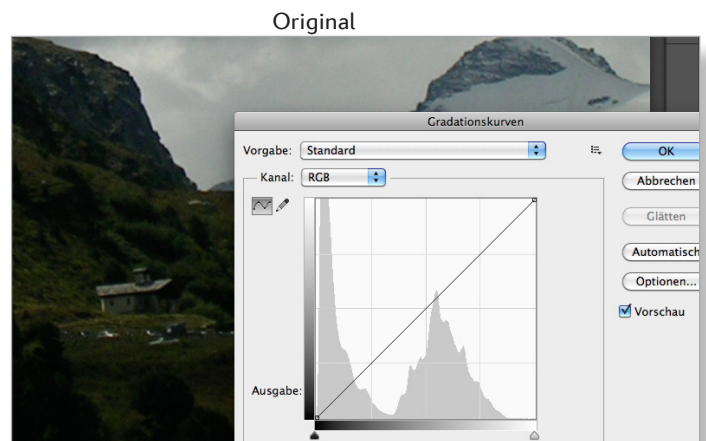 Original
Gradationskurven
Vorgabe: Standard
OK
Kanal: RGB
Abbrechen
Glätten
Automatisch
Optionen...
Vorschau
Ausgabe: